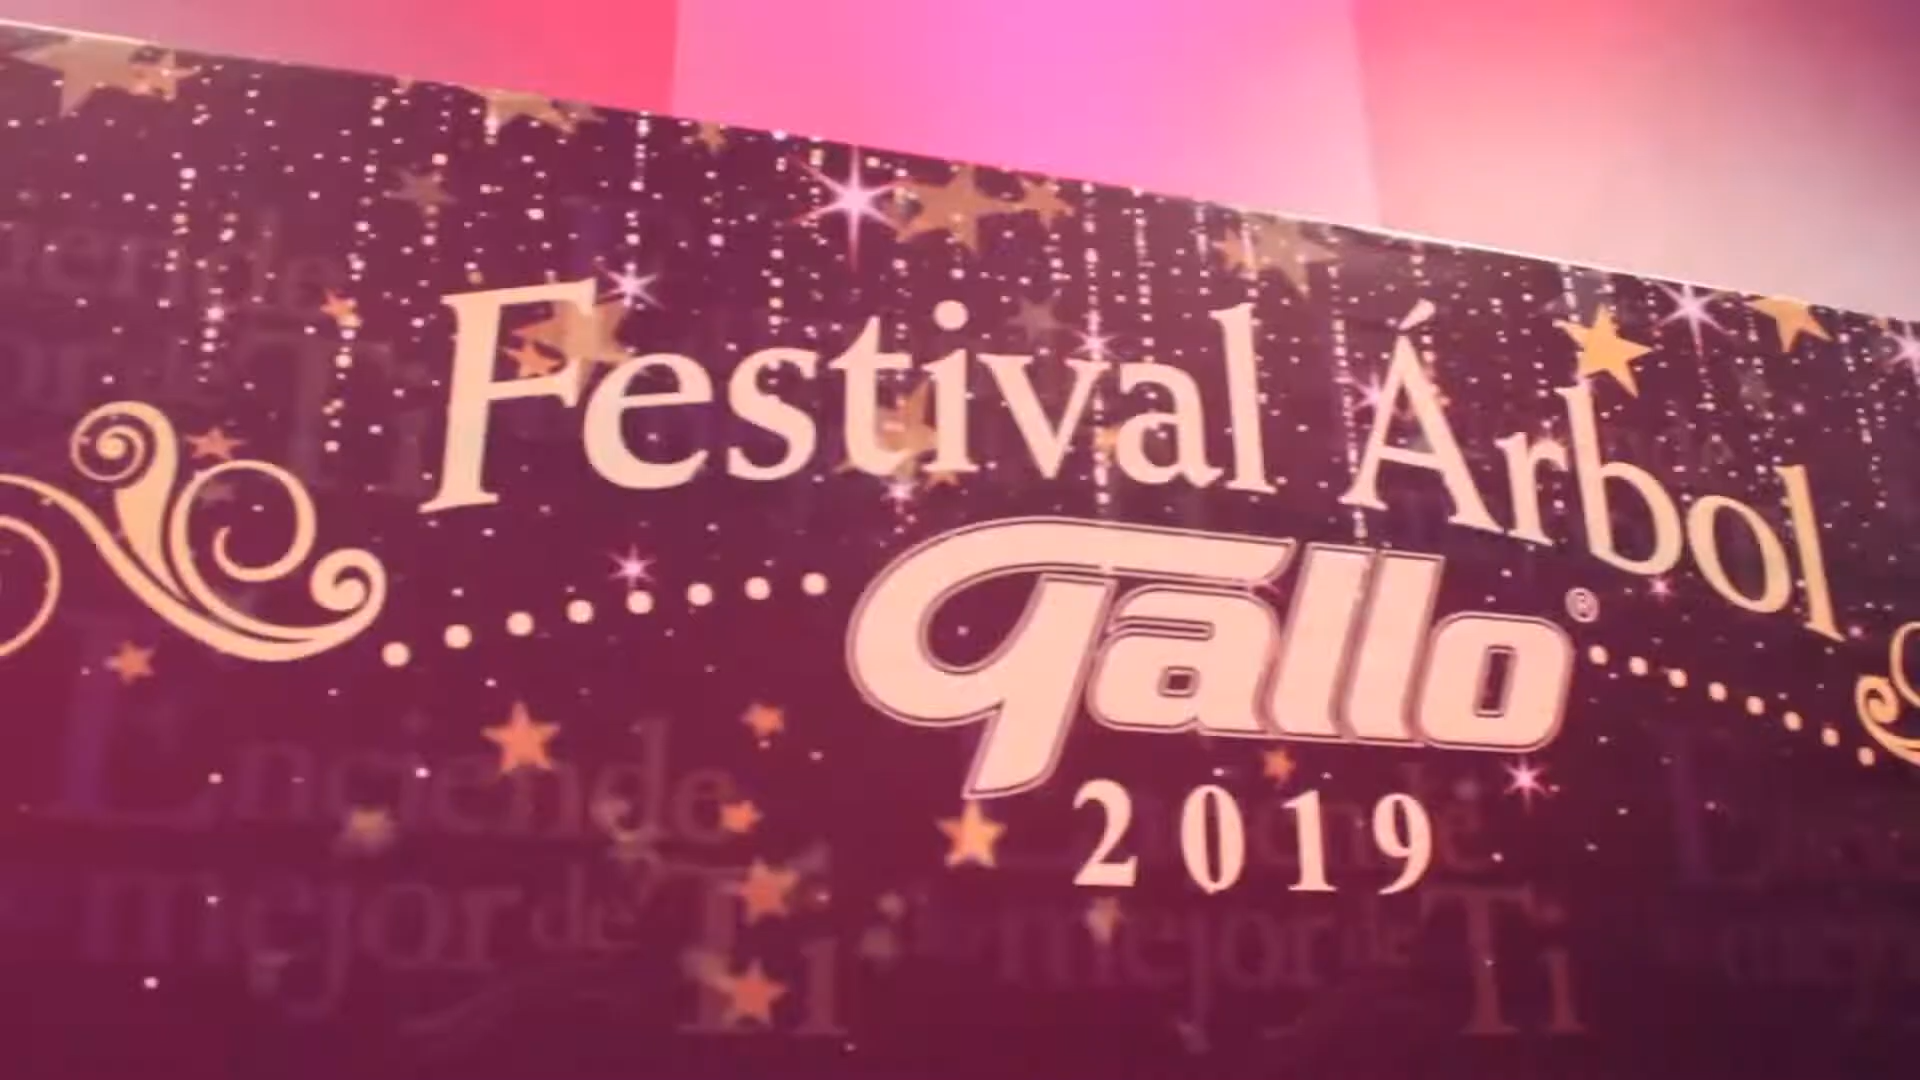 Festival Árbol
Gallo®
2019
Enciende
mejor de Ti
mejor de Ti